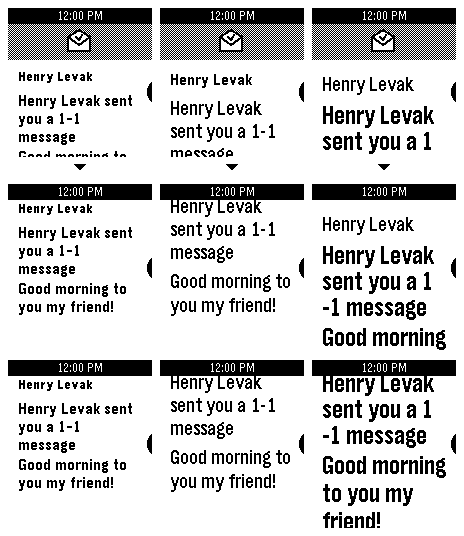 12:00 PM
Henry Levak
Henry Levak sent
you a 1-1
message
Good morning to
12:00 PM
Henry Levak
Henry Levak
sent you a 1-1
message
12:00 PM
Henry Levak
Henry Levak
sent you a 1
12:00 PM
Henry Levak
Henry Levak sent
you a 1-1
message
Good morning to
you my friend!
12:00 PM
Henry Levak
sent you a 1-1
message
Good morning to
you my friend!
12:00 PM
Henry Levak
Henry Levak
sent you a 1
-1 message
Good morning
12:00 PM
Henry Levak
Henry Levak sent
you a 1-1
message
Good morning to
you my friend!
12:00 PM
Henry Levak
sent you a 1-1
message
Good morning to
you my friend!
12:00 PM
Henry Levak
sent you a 1
-1 message
Good morning
to you my
friend!